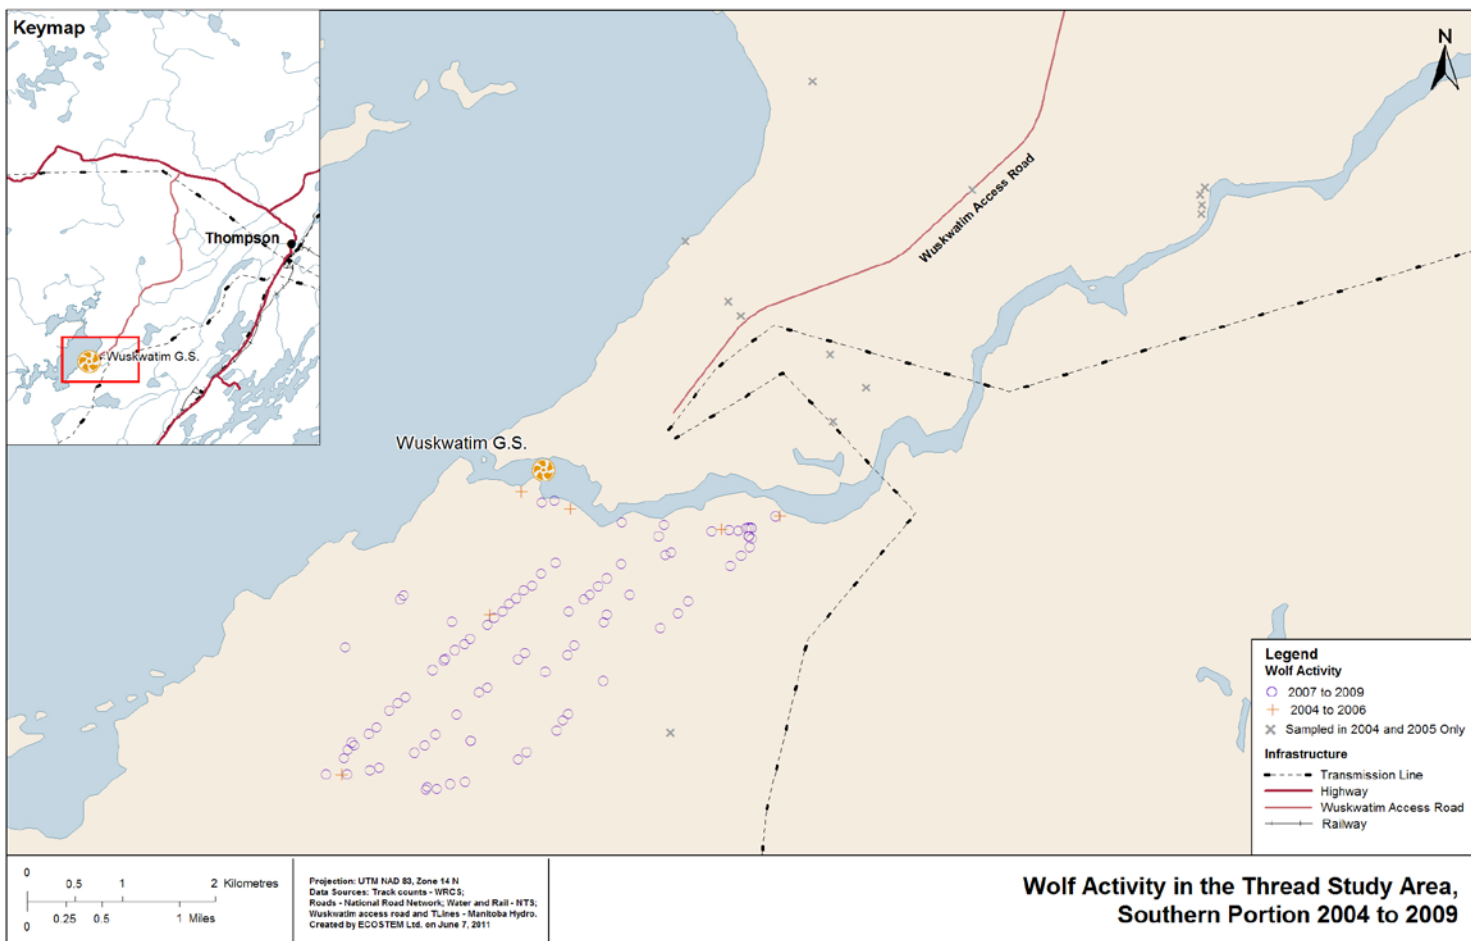 Keymap
Thompson
Wuskwatim G.S.
N
Wuskwatim Access Road
Wuskwatim G.S.
Legend
Wolf Activity
2007 to 2009
2004 to 2006
Sampled in 2004 and 2005 Only
Infrastructure
Transmission Line
Highway
Wuskwatim Access Road
Railway
0 0.5 1 2 Kilometres
0 0.25 0.5 1 Miles
Projection: UTM NAD 83, Zone 14 N
Data Sources: Track counts - WRCS;
Roads - National Road Network; Water and Rail - NTS;
Wuskwatim access road and TLines - Manitoba Hydro.
Created by ECOSTEM Ltd. on June 7, 2011
Wolf Activity in the Thread Study Area,
Southern Portion 2004 to 2009